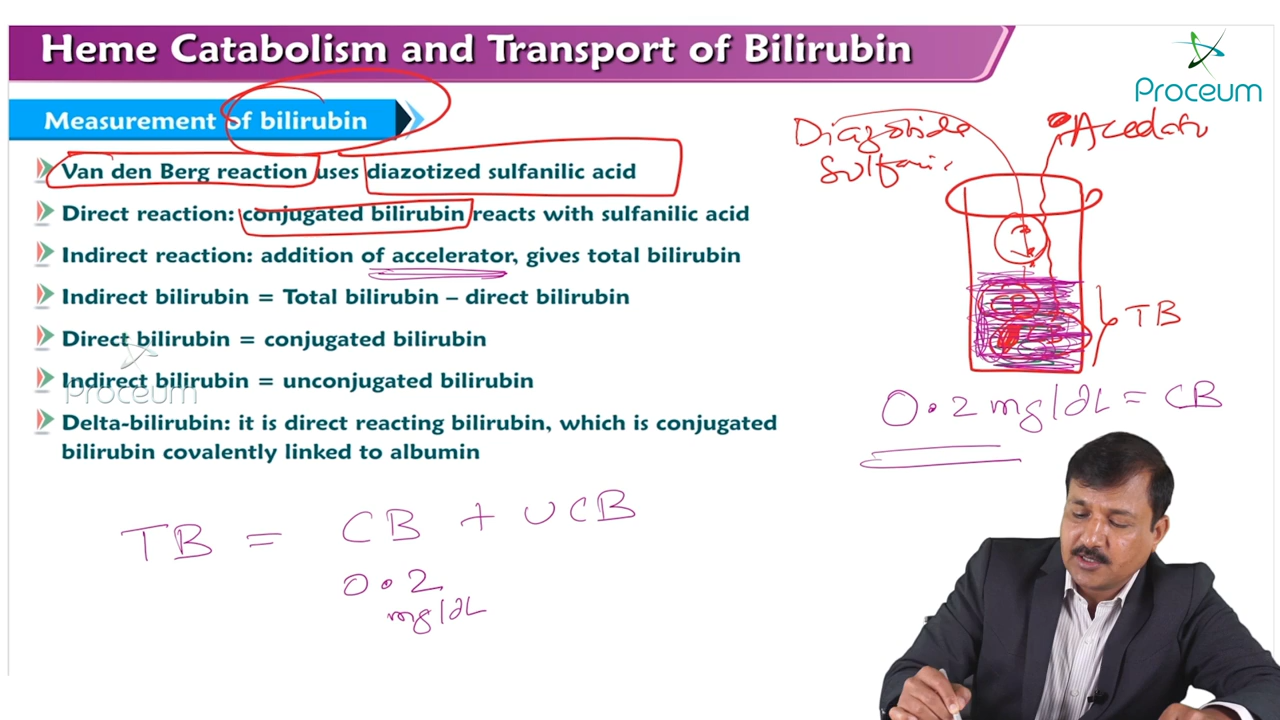 Heme Catabolism and Transport of Bilirubin
Proceum
Measurement of bilirubin
Van den Berg reaction uses diazotized sulfanilic acid
Direct reaction: conjugated bilirubin reacts with sulfanilic acid
Indirect reaction: addition of accelerator, gives total bilirubin
Indirect bilirubin = Total bilirubin – direct bilirubin
Direct bilirubin = conjugated bilirubin
Indirect bilirubin = unconjugated bilirubin
Proceum
Delta-bilirubin: it is direct reacting bilirubin, which is conjugated
bilirubin covalently linked to albumin
TB = CB + UCB
0.2
mg/dL
TB
0.2 mg/dL = CB